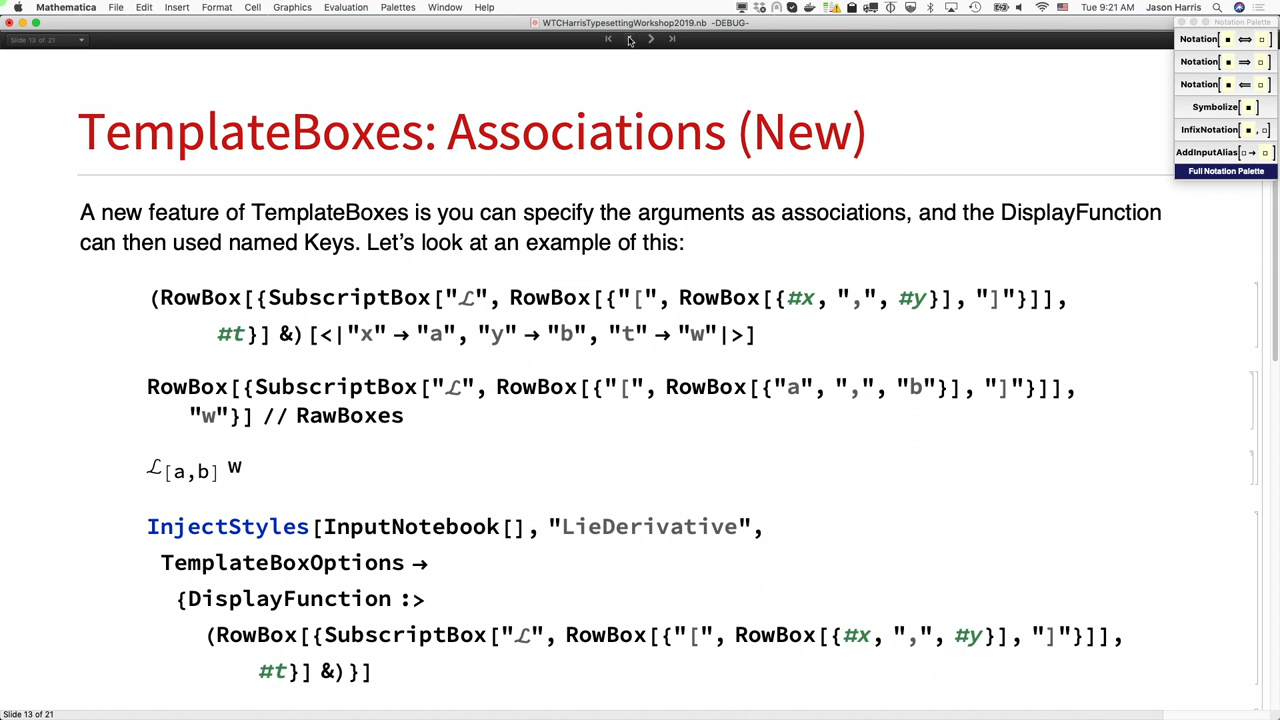 Mathematica File Edit Insert Format Cell Graphics Evaluation Palettes Window Help Tue 9:21 AM Jason Harris
WTCHarrisTypesettingWorkshop2019.nb -DEBUG-
Notation Palette
Slide 13 of 21
Notation[■ ⟺ □]
Notation[■ ⟹ □]
Notation[■ ⟸ □]
Symbolize[■]
InfixNotation[■, □]
AddInputAlias[□→ □]
Full Notation Palette
TemplateBoxes: Associations (New)
A new feature of TemplateBoxes is you can specify the arguments as associations, and the DisplayFunction
can then used named Keys. Let's look at an example of this:
(RowBox[{SubscriptBox["ℒ", RowBox[{"[", RowBox[{#x, ",", #y}], "]"}]],
#t}] &)[<|"x" → "a", "y" → "b", "t" → "w"|>]
RowBox[{SubscriptBox["ℒ", RowBox[{"[", RowBox[{"a", ",", "b"}], "]"}]],
"w"}] // RawBoxes
ℒ[a,b] w
InjectStyles[InputNotebook[], "LieDerivative",
TemplateBoxOptions →
{DisplayFunction :>
(RowBox[{SubscriptBox["ℒ", RowBox[{"[", RowBox[{#x, ",", #y}], "]"}]],
#t}] &)}]
Slide 13 of 21